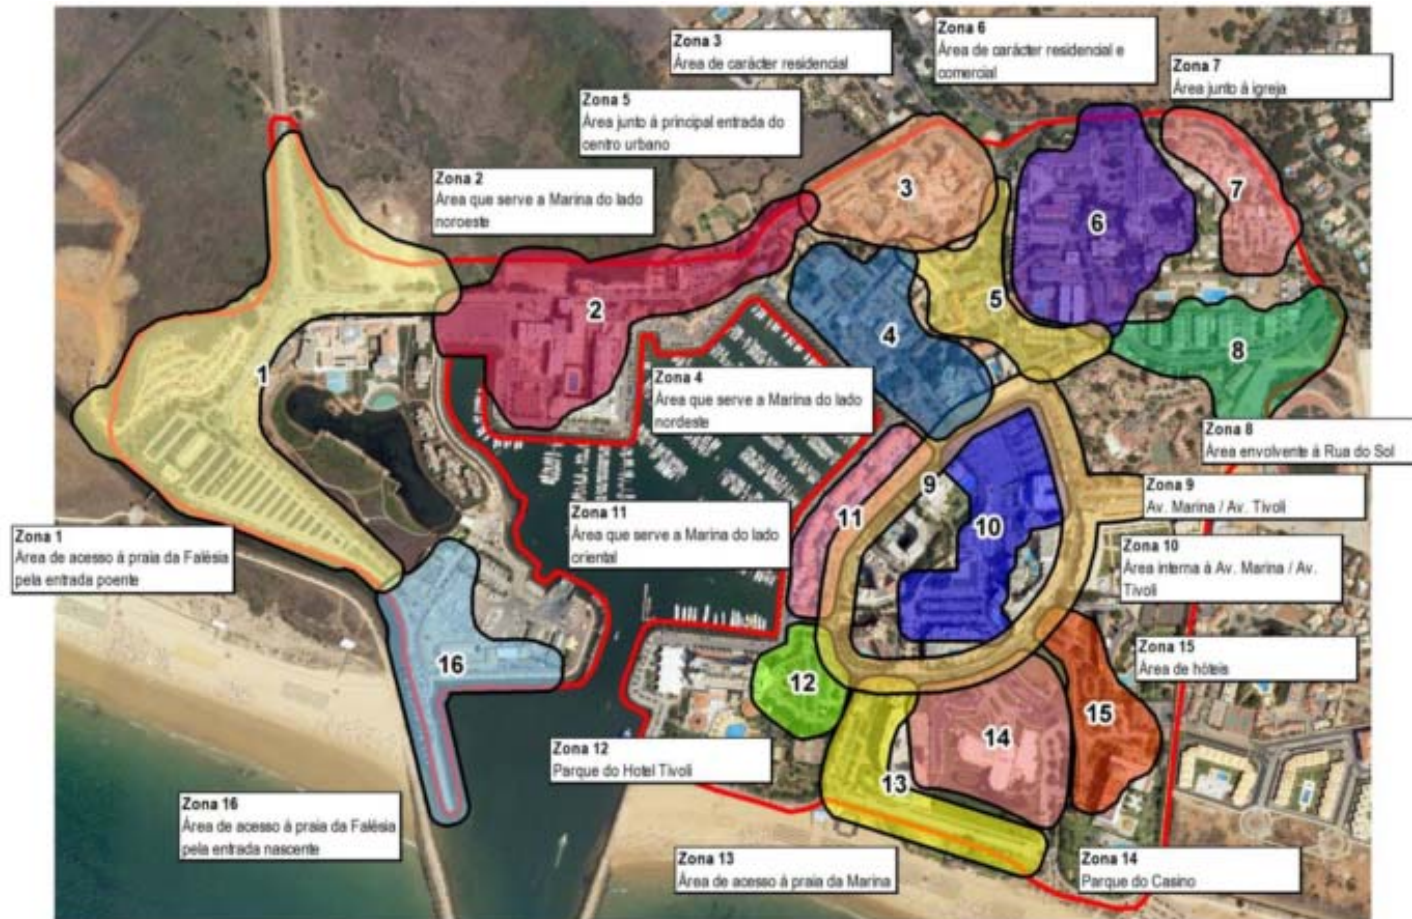 Zona 3
Área de carácter residencial
Zona 6
Área de carácter residencial e
comercial
Zona 7
Área junto á igreja
Zona 5
Área junto á principal entrada do
centro urbano
Zona 2
Área que serve a Marina do lado
noroeste
3
7
6
5
2
4
8
1
Zona 4
Área que serve a Marina do lado
nordeste
Zona 8
Área envolvente à Rua do Sol
9
Zona 9
Av. Marina / Av. Tivoli
Zona 11
Área que serve a Marina do lado
oriental
11
10
Zona 1
Área de acesso à praia da Falésia
pela entrada poente
Zona 10
Área interna à Av. Marina / Av.
Tivoli
Zona 15
Área de hóteis
16
12
15
14
13
Zona 12
Parque do Hotel Tivoli
Zona 16
Área de acesso à praia da Falésia
pela entrada nascente
Zona 13
Área de acesso à praia da Marina
Zona 14
Parque do Casino